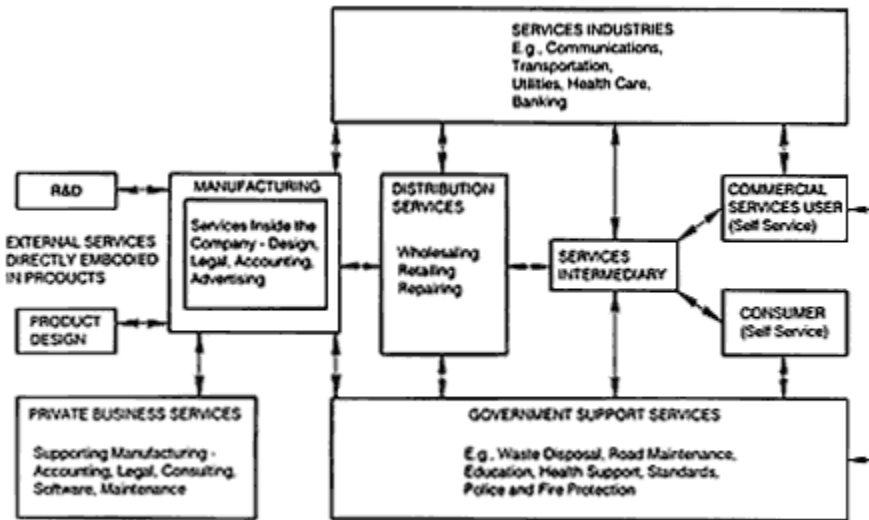 SERVICES INDUSTRIES
E.g., Communications,
Transportation,
Utilities, Health Care,
Banking
R&D
MANUFACTURING
Services Inside the
Company - Design,
Legal, Accounting,
Advertising
DISTRIBUTION
SERVICES
Wholesaling
Retailing
Repairing
COMMERCIAL
SERVICES USER
(Self Service)
EXTERNAL SERVICES
DIRECTLY EMBODIED
IN PRODUCTS
SERVICES
INTERMEDIARY
PRODUCT
DESIGN
CONSUMER
(Self Service)
PRIVATE BUSINESS SERVICES
Supporting Manufacturing -
Accounting, Legal, Consulting,
Software, Maintenance
GOVERNMENT SUPPORT SERVICES
E.g., Waste Disposal, Road Maintenance,
Education, Health Support, Standards,
Police and Fire Protection